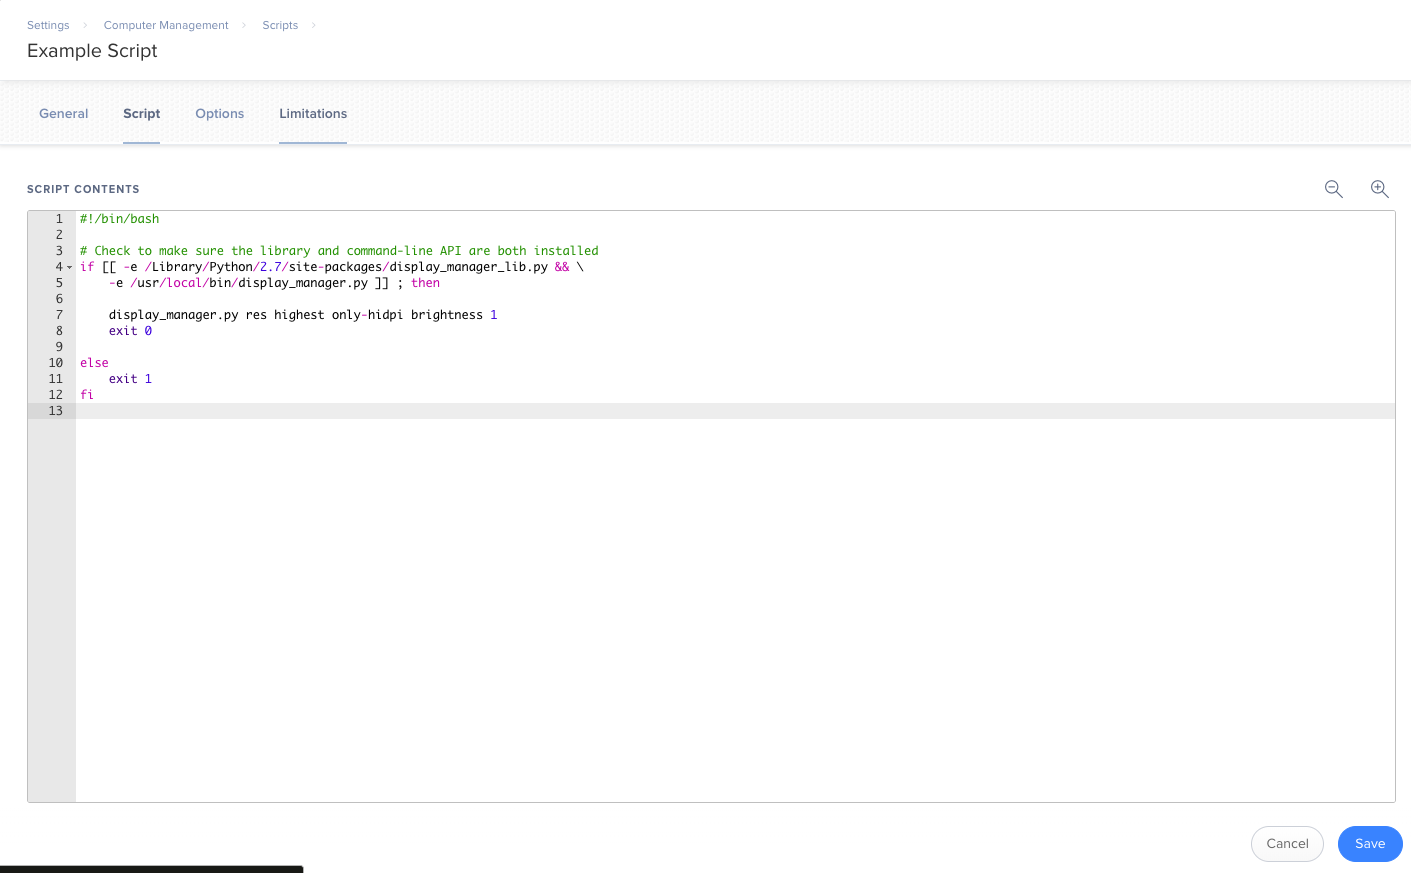 Settings > Computer Management > Scripts >
Example Script
General Script Options Limitations
SCRIPT CONTENTS
1 #!/bin/bash
2
3 # Check to make sure the library and command-line API are both installed
4 if [[ -e /Library/Python/2.7/site-packages/display_manager_lib.py && \
5     -e /usr/local/bin/display_manager.py ]] ; then
6
7     display_manager.py res highest only-hidpi brightness 1
8     exit 0
9
10 else
11     exit 1
12 fi
13
Cancel Save